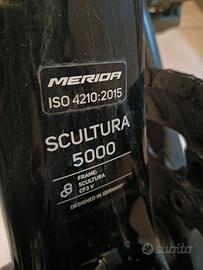 MERIDA
ISO 4210:2015
SCULTURA
5000
FRAME:
SCULTURA
CF3 V
DESIGNED IN GERMANY
subito